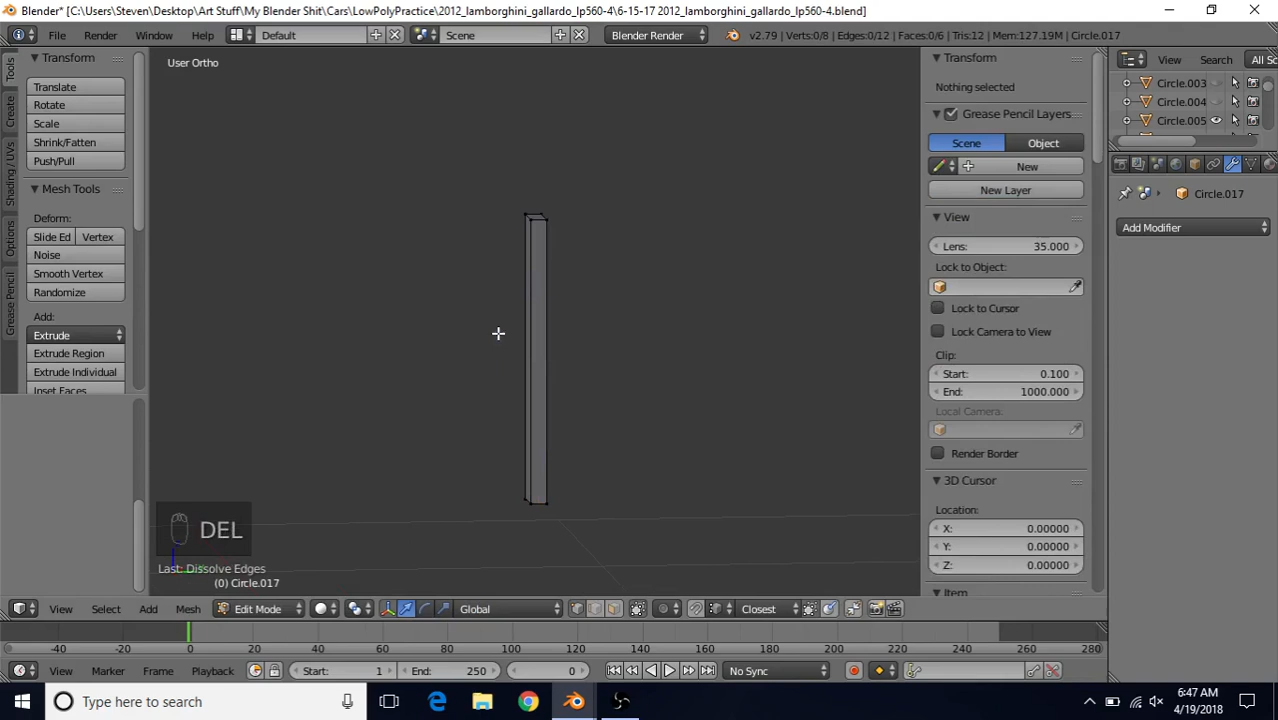 Blender* [C:\Users\Steven\Desktop\Art Stuff\My Blender Shit\Cars\LowPolyPractice\2012_lamborghini_gallardo_lp560-4\6-15-17 2012_lamborghini_gallardo_lp560-4.blend]
File Render Window Help Default Scene Blender Render v2.79 | Verts:0/8 | Edges:0/12 | Faces:0/6 | Tris:12 | Mem:127.19M | Circle.017
Tools
Create
Shading / UVs
Options
Grease Pencil
Transform
Translate
Rotate
Scale
Shrink/Fatten
Push/Pull
Mesh Tools
Deform:
Slide Ed Vertex
Noise
Smooth Vertex
Randomize
Add:
Extrude
Extrude Region
Extrude Individual
Inset Faces
User Ortho
DEL
Last: Dissolve Edges
(0) Circle.017
Transform
Nothing selected
Grease Pencil Layers
Scene Object
New
New Layer
View
Lens: 35.000
Lock to Object:
Lock to Cursor
Lock Camera to View
Clip:
Start: 0.100
End: 1000.000
Local Camera:
Render Border
3D Cursor
Location:
X: 0.00000
Y: 0.00000
Z: 0.00000
Item
View Search All Sc
Circle.003
Circle.004
Circle.005
Circle.017
Add Modifier
View Select Add Mesh Edit Mode Global Closest
-40 -20 0 20 40 60 80 100 120 140 160 180 200 220 240 260 280
View Marker Frame Playback Start: 1 End: 250 0 No Sync
Type here to search
6:47 AM
4/19/2018